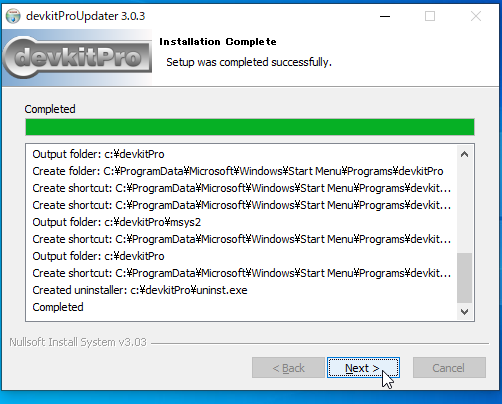 devkitProUpdater 3.0.3
devkitPro
Installation Complete
Setup was completed successfully.
Completed
Output folder: c:¥devkitPro
Create folder: C:¥ProgramData¥Microsoft¥Windows¥Start Menu¥Programs¥devkitPro
Create shortcut: C:¥ProgramData¥Microsoft¥Windows¥Start Menu¥Programs¥devkit...
Create shortcut: C:¥ProgramData¥Microsoft¥Windows¥Start Menu¥Programs¥devkit...
Output folder: c:¥devkitPro¥msys2
Create shortcut: C:¥ProgramData¥Microsoft¥Windows¥Start Menu¥Programs¥devkit...
Output folder: c:¥devkitPro
Create shortcut: C:¥ProgramData¥Microsoft¥Windows¥Start Menu¥Programs¥devkit...
Created uninstaller: c:¥devkitPro¥uninst.exe
Completed
Nullsoft Install System v3.03
< Back Next > Cancel